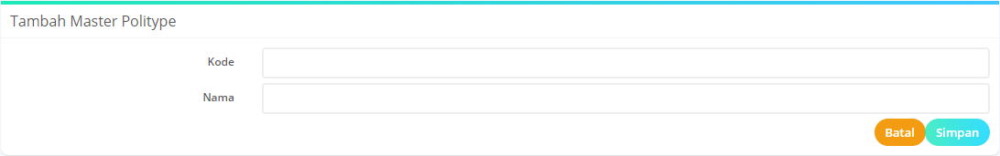 Tambah Master Politype
Kode
Nama
Batal Simpan